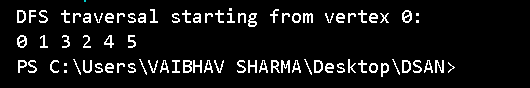 DFS traversal starting from vertex 0:
0 1 3 2 4 5
PS C:\Users\VAIBHAV SHARMA\Desktop\DSAN>